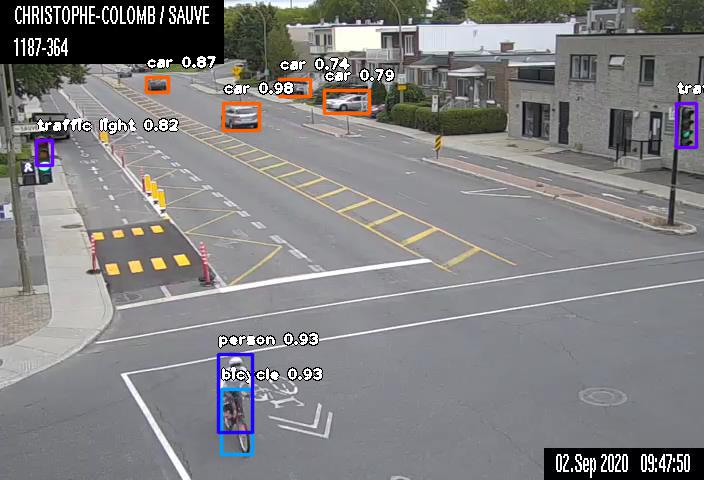 CHRISTOPHE-COLOMB / SAUVE
1187-364
car 0.87
car 0.74
car 0.79
car 0.98
traf
traffic light 0.82
person 0.93
bicycle 0.93
02.Sep 2020 09:47:50